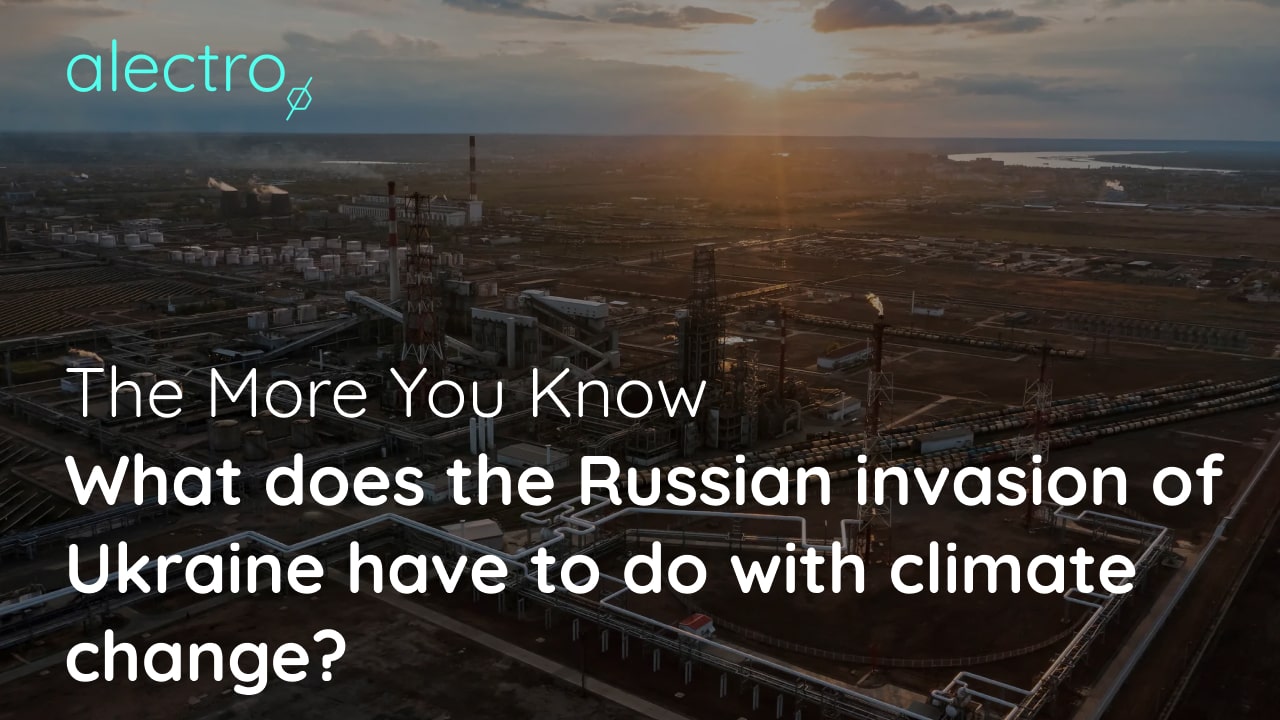 alectro
The More You Know
What does the Russian invasion of
Ukraine have to do with climate
change?